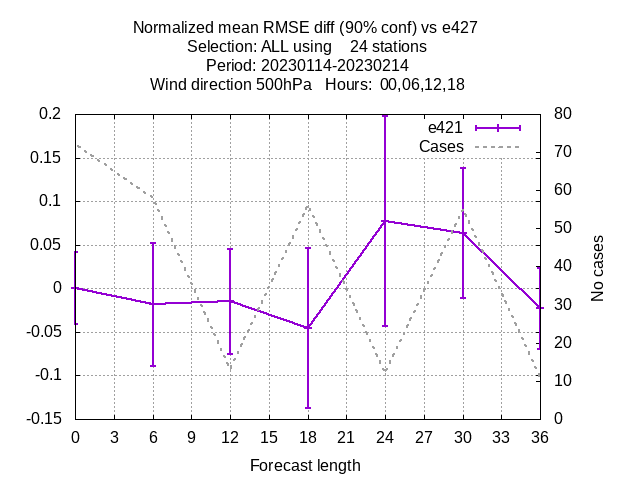 Normalized mean RMSE diff (90% conf) vs e427
Selection: ALL using    24 stations
Period: 20230114-20230214
Wind direction 500hPa   Hours:  00,06,12,18
e421
Cases
0.2
0.15
0.1
0.05
0
-0.05
-0.1
-0.15
80
70
60
50
40
30
20
10
0
No cases
0 3 6 9 12 15 18 21 24 27 30 33 36
Forecast length